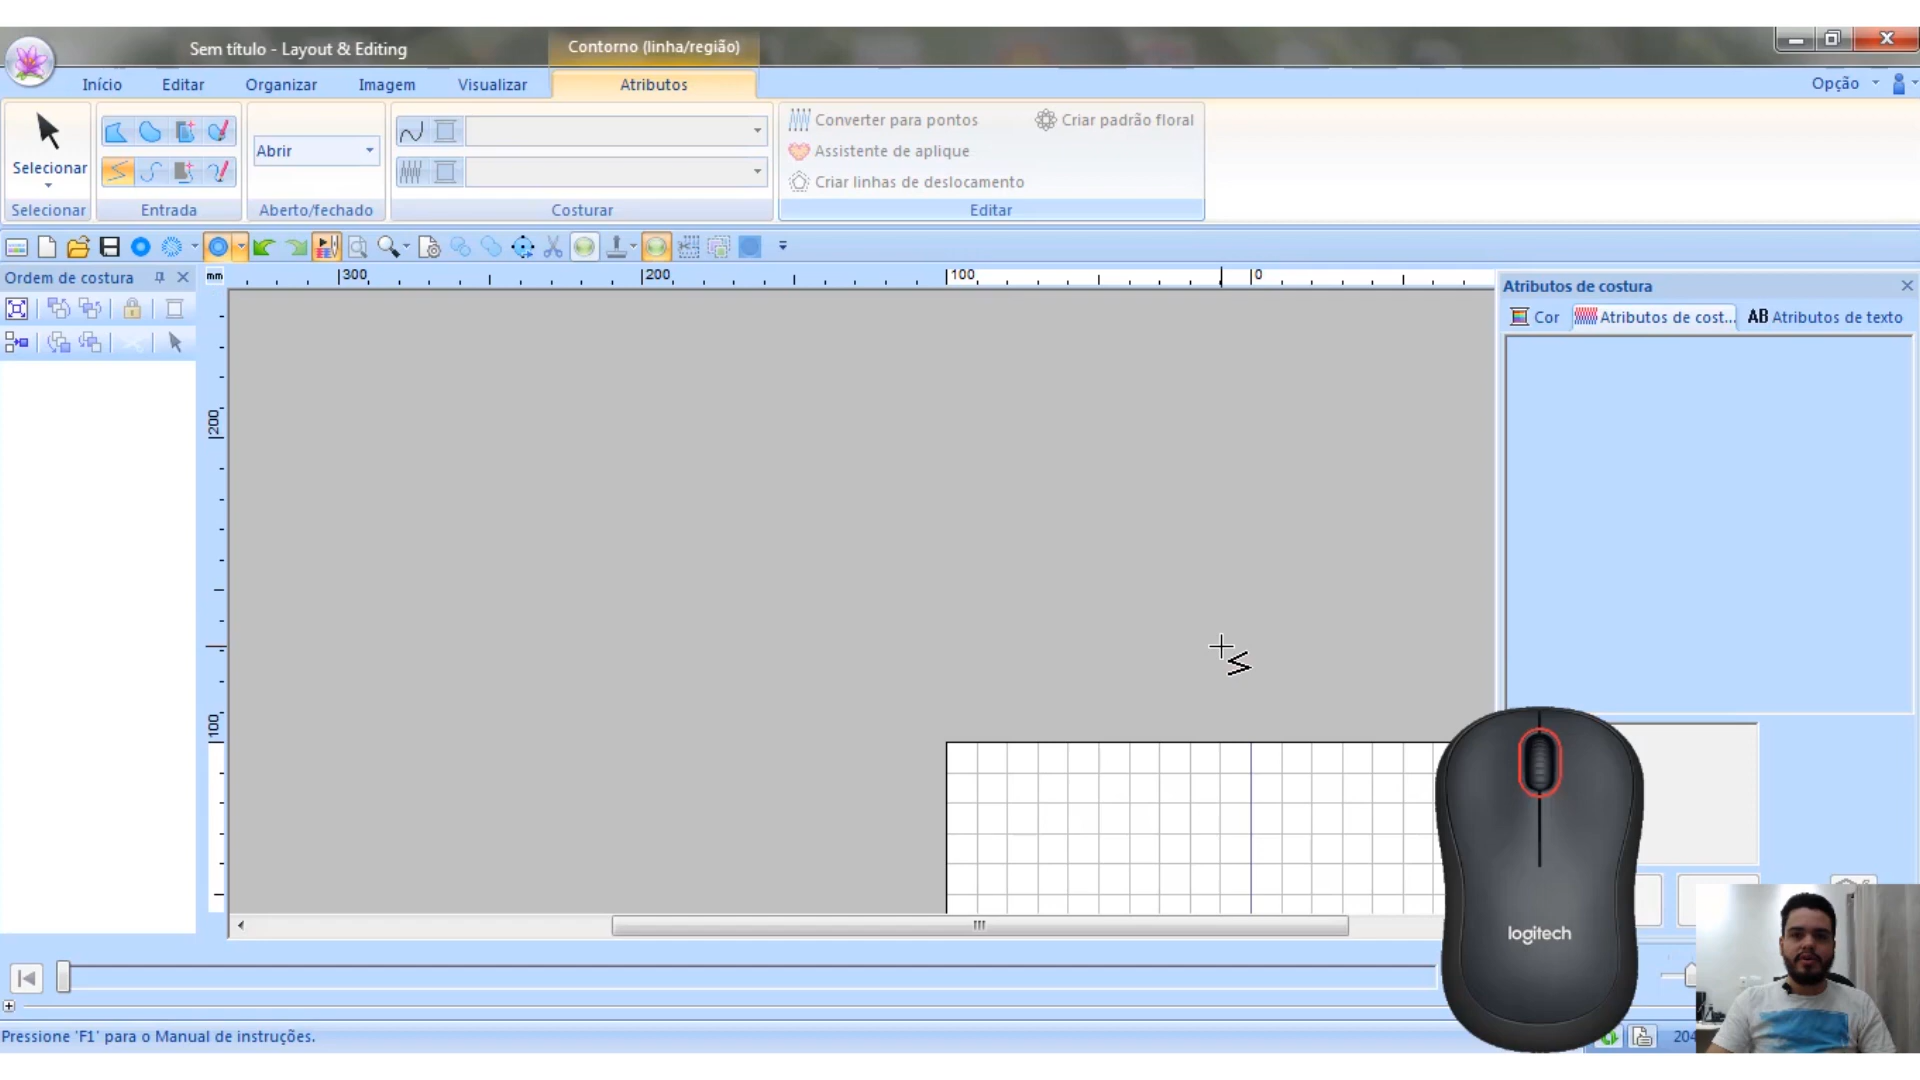 Sem título - Layout & Editing
Contorno (linha/região)
Início
Editar
Organizar
Imagem
Visualizar
Atributos
Opção
Selecionar
Abrir
Converter para pontos
Criar padrão floral
Assistente de aplique
Criar linhas de deslocamento
Selecionar
Entrada
Aberto/fechado
Costurar
Editar
Ordem de costura
mm
300
200
100
0
Atributos de costura
Cor
Atributos de cost...
AB Atributos de texto
200
100
logitech
Pressione 'F1' para o Manual de instruções.